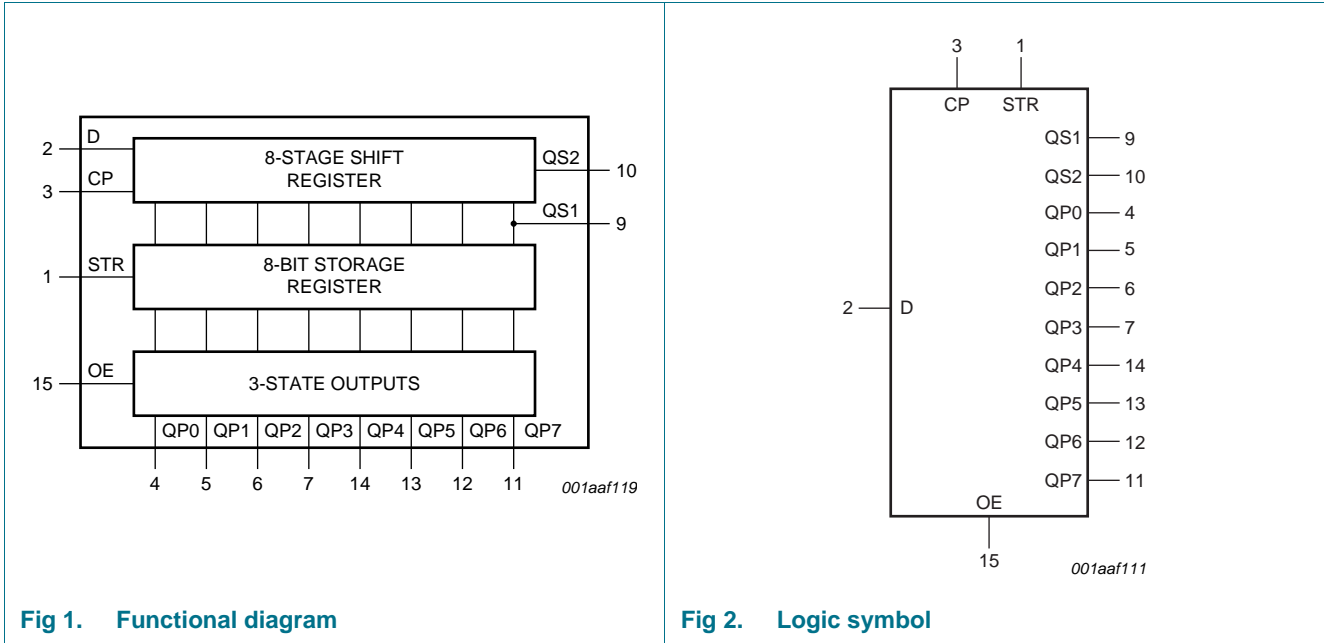 D
2
8-STAGE SHIFT
REGISTER
QS2
10
CP
3
QS1
9
STR
1
8-BIT STORAGE
REGISTER
OE
15
3-STATE OUTPUTS
QP0 QP1 QP2 QP3 QP4 QP5 QP6 QP7
4 5 6 7 14 13 12 11
001aaf119
Fig 1. Functional diagram
3 1
CP STR
QS1 9
QS2 10
QP0 4
QP1 5
QP2 6
2 D
QP3 7
QP4 14
QP5 13
QP6 12
QP7 11
OE
15
001aaf111
Fig 2. Logic symbol